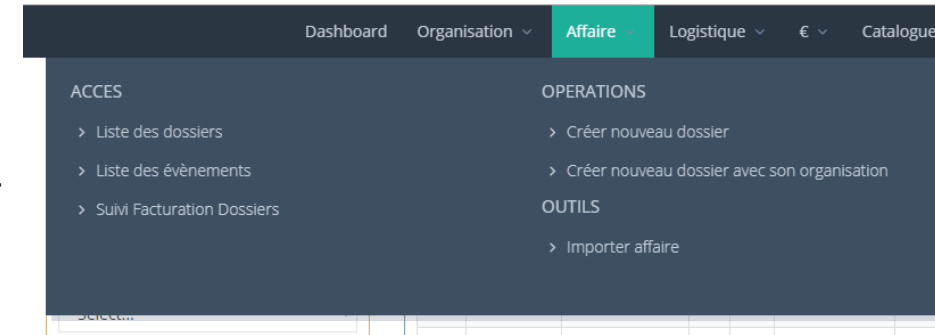 Dashboard Organisation Affaire Logistique € Catalogue
ACCES
Liste des dossiers
Liste des évènements
Suivi Facturation Dossiers
OPERATIONS
Créer nouveau dossier
Créer nouveau dossier avec son organisation
OUTILS
Importer affaire
Select...